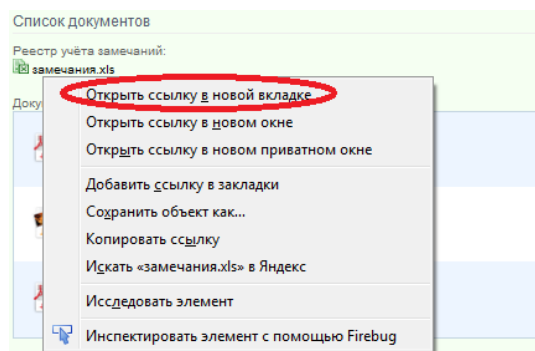 Список документов
Реестр учёта замечаний:
замечания.xls
Открыть ссылку в новой вкладке
Доку
Открыть ссылку в новом окне
Открыть ссылку в новом приватном окне
Добавить ссылку в закладки
Сохранить объект как...
Копировать ссылку
Искать «замечания.xls» в Яндекс
Исследовать элемент
Инспектировать элемент с помощью Firebug